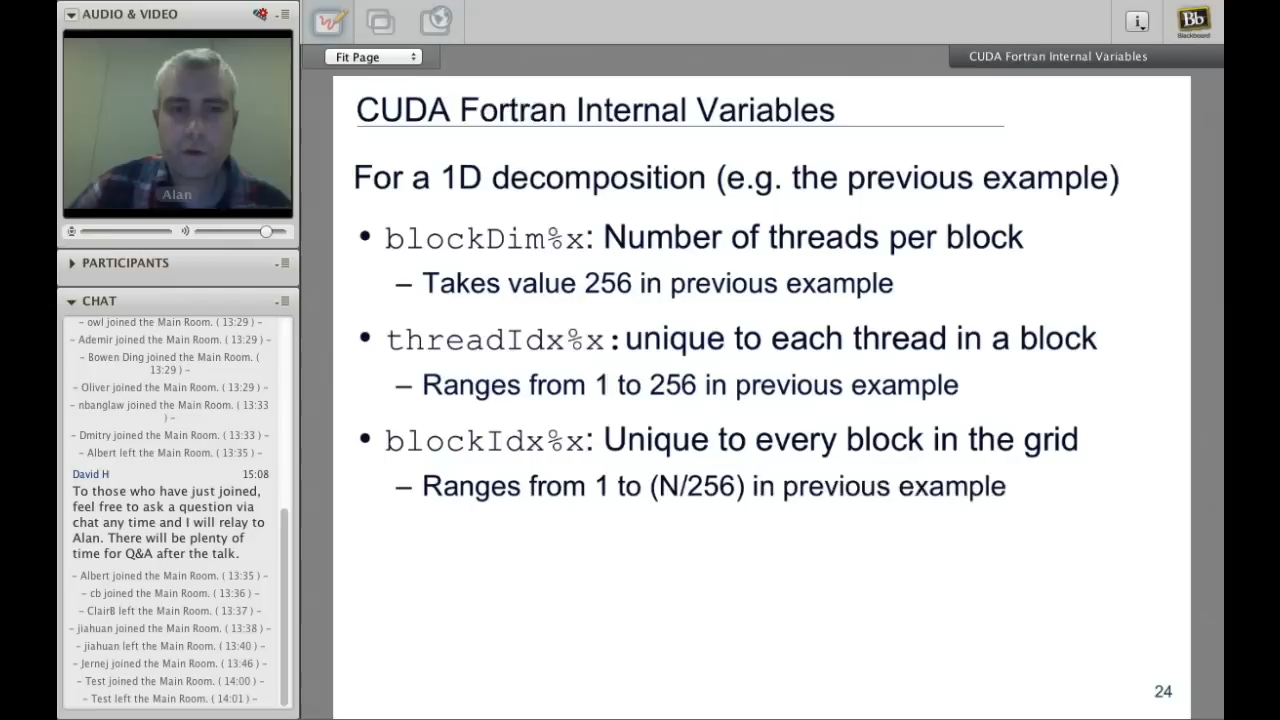 AUDIO & VIDEO
Alan
PARTICIPANTS
CHAT
- owl joined the Main Room. ( 13:29 ) -
- Ademir joined the Main Room. ( 13:29 ) -
- Bowen Ding joined the Main Room. (
13:29 ) -
- Oliver joined the Main Room. ( 13:29 ) -
- nbanglaw joined the Main Room. ( 13:33
) -
- Dmitry joined the Main Room. ( 13:33 ) -
- Albert left the Main Room. ( 13:35 ) -
David H 15:08
To those who have just joined,
feel free to ask a question via
chat any time and I will relay to
Alan. There will be plenty of
time for Q&A after the talk.
- Albert joined the Main Room. ( 13:35 ) -
- cb joined the Main Room. ( 13:36 ) -
- ClairB left the Main Room. ( 13:37 ) -
- jiahuan joined the Main Room. ( 13:38 ) -
- jiahuan left the Main Room. ( 13:40 ) -
- Jernej joined the Main Room. ( 13:46 ) -
- Test joined the Main Room. ( 14:00 ) -
- Test left the Main Room. ( 14:01 ) -
i
Bb
Blackboard
Fit Page
CUDA Fortran Internal Variables
CUDA Fortran Internal Variables
For a 1D decomposition (e.g. the previous example)
• blockDim%x: Number of threads per block
– Takes value 256 in previous example
• threadIdx%x: unique to each thread in a block
– Ranges from 1 to 256 in previous example
• blockIdx%x: Unique to every block in the grid
– Ranges from 1 to (N/256) in previous example
24